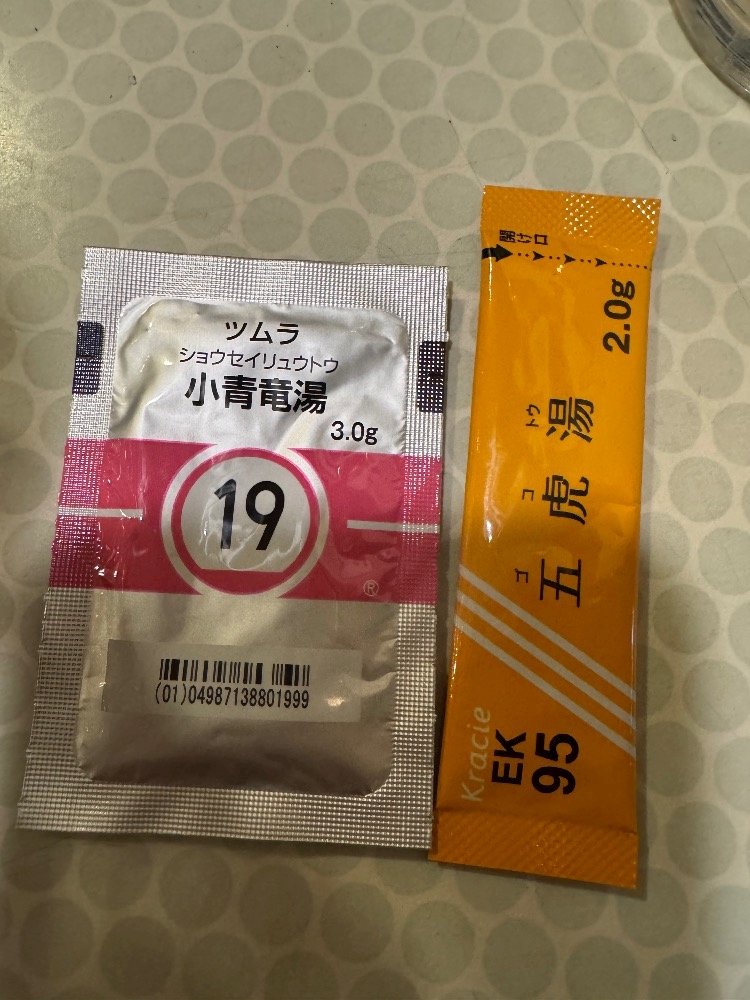 ツムラ
ショウセイリュウトウ
小青竜湯
3.0g
19
®
(01)04987138801999
開け口
2.0g
ゴ コ トウ
五虎湯
Kracie
EK
95